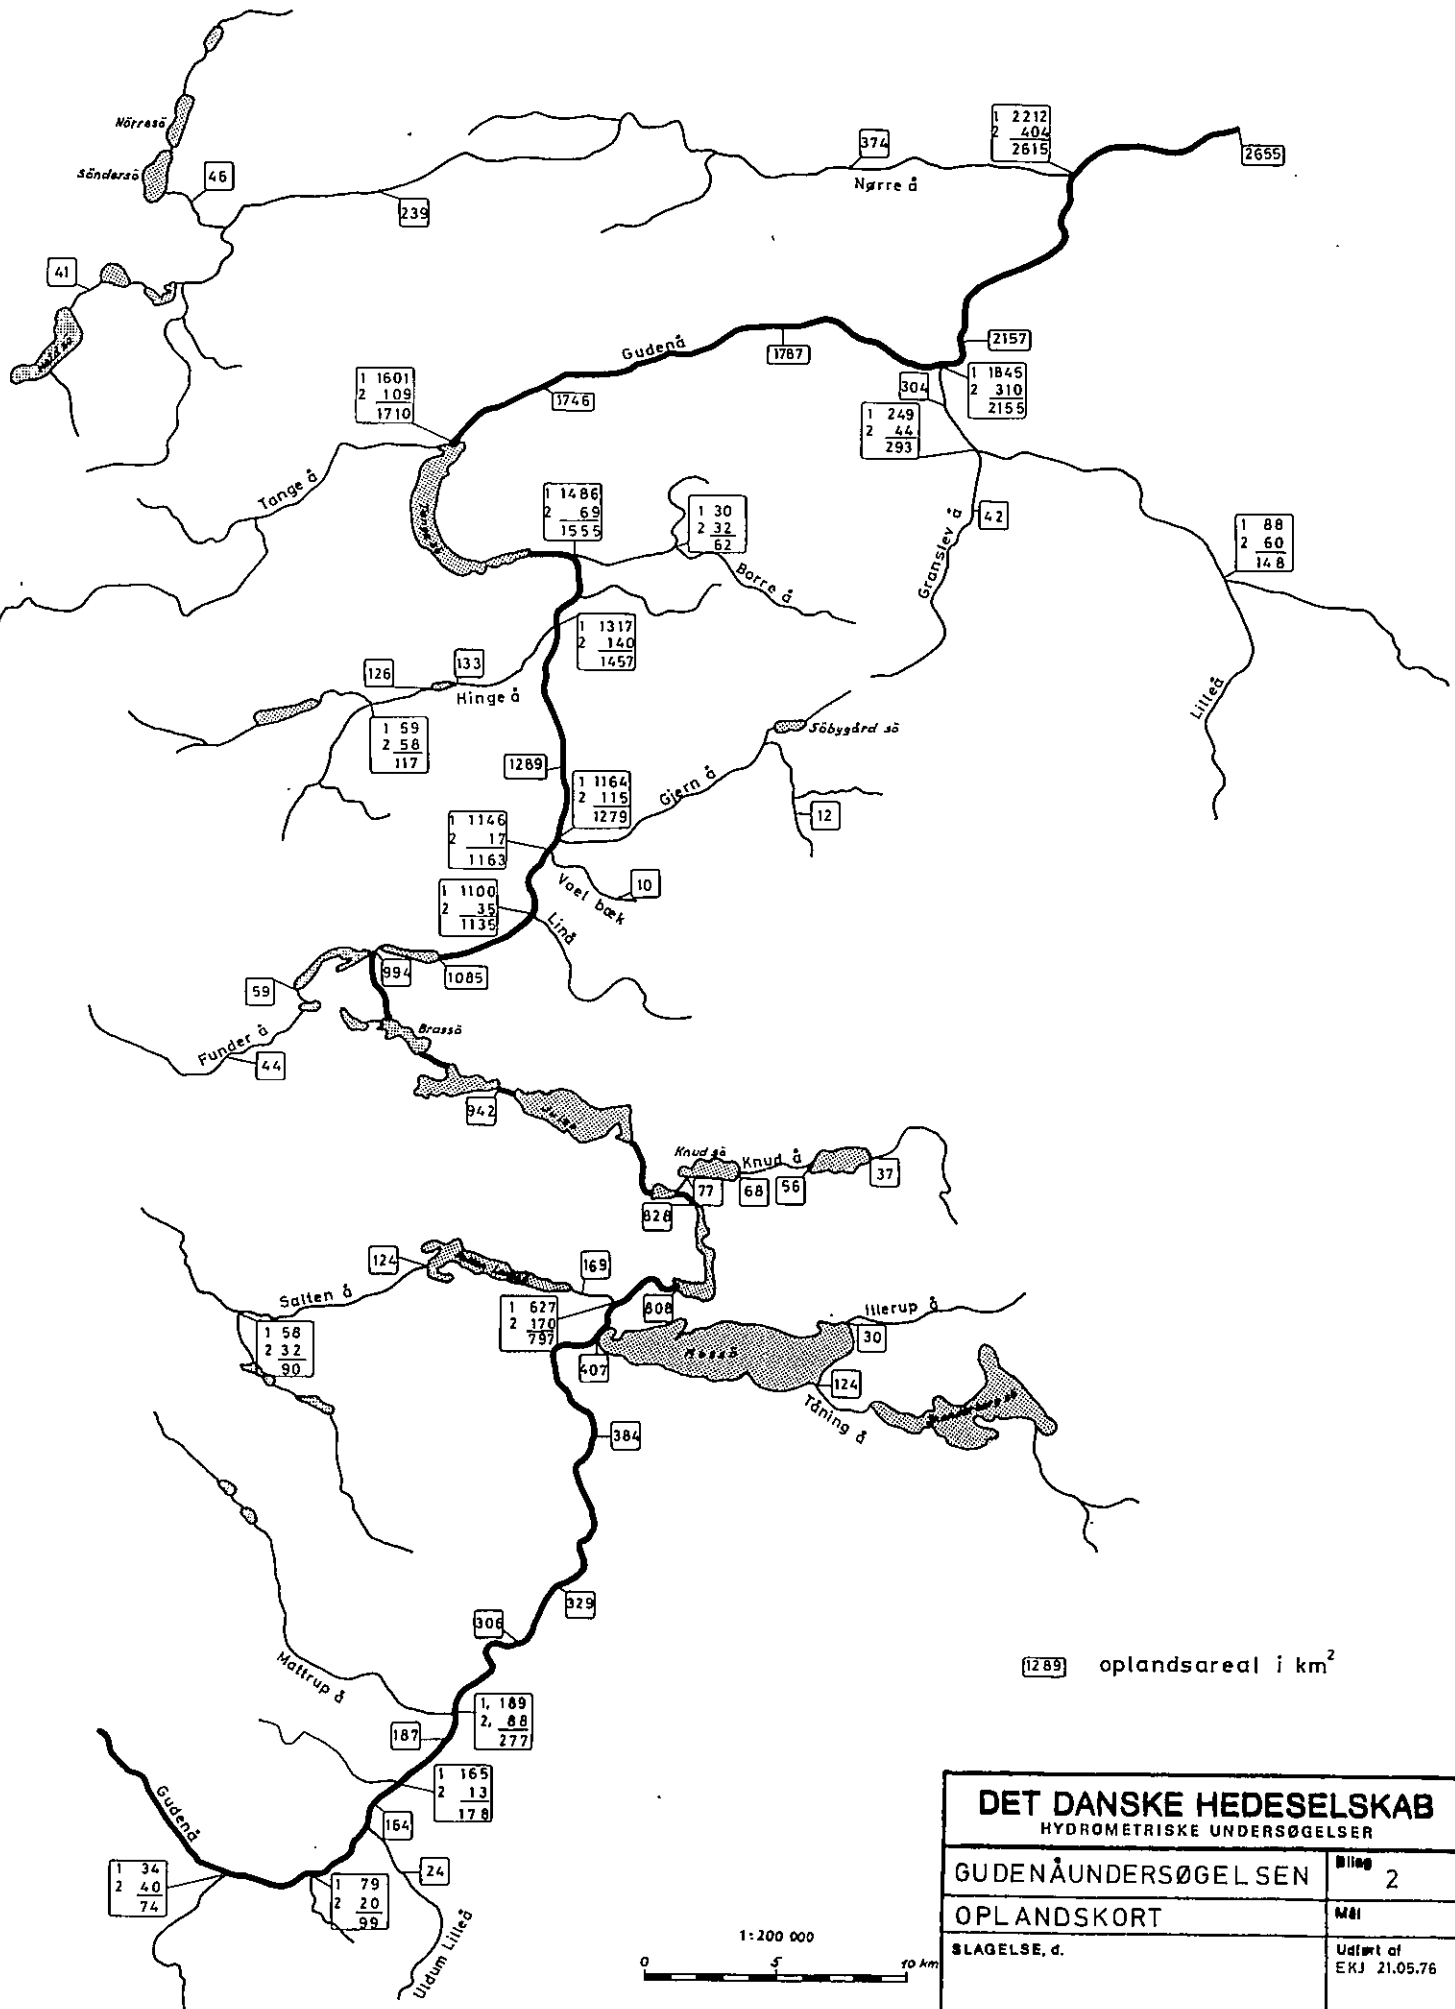 Nörresö
Söndersö
46
239
41
374
Nørre å
1 2212
2 404
2615
2655
2157
Gudenå
1787
1746
1 1601
2 109
1710
304
1 1845
2 310
2155
1 249
2 44
293
Tange å
1 1486
2 69
1555
1 30
2 32
62
Borre å
42
Granslev å
1 88
2 60
148
Lilleå
1 1317
2 140
1457
126
133
Hinge å
1 59
2 58
117
Söbygård sö
1289
1 1164
2 115
1279
Gjern å
12
1 1146
2 17
1163
Voel bæk
10
1 1100
2 35
1135
Linå
994
1085
59
Funder å
44
Brassö
942
Julsö
Knud sö
Knud å
77
68
56
37
828
124
169
Salten å
1 627
2 170
797
808
Illerup å
30
1 58
2 32
90
407
Mossö
124
Tåning å
384
329
306
Mattrup å
1, 189
2, 88
277
187
1 165
2 13
178
164
Gudenå
24
1 34
2 40
74
1 79
2 20
99
Uldum Lilleå
1289 oplandsareal i km²
1:200 000
0 5 10 km
DET DANSKE HEDESELSKAB
HYDROMETRISKE UNDERSØGELSER
GUDENÅUNDERSØGELSEN
Bilag 2
OPLANDSKORT
Mål
SLAGELSE, d.
Udført af
EKJ 21.05.76